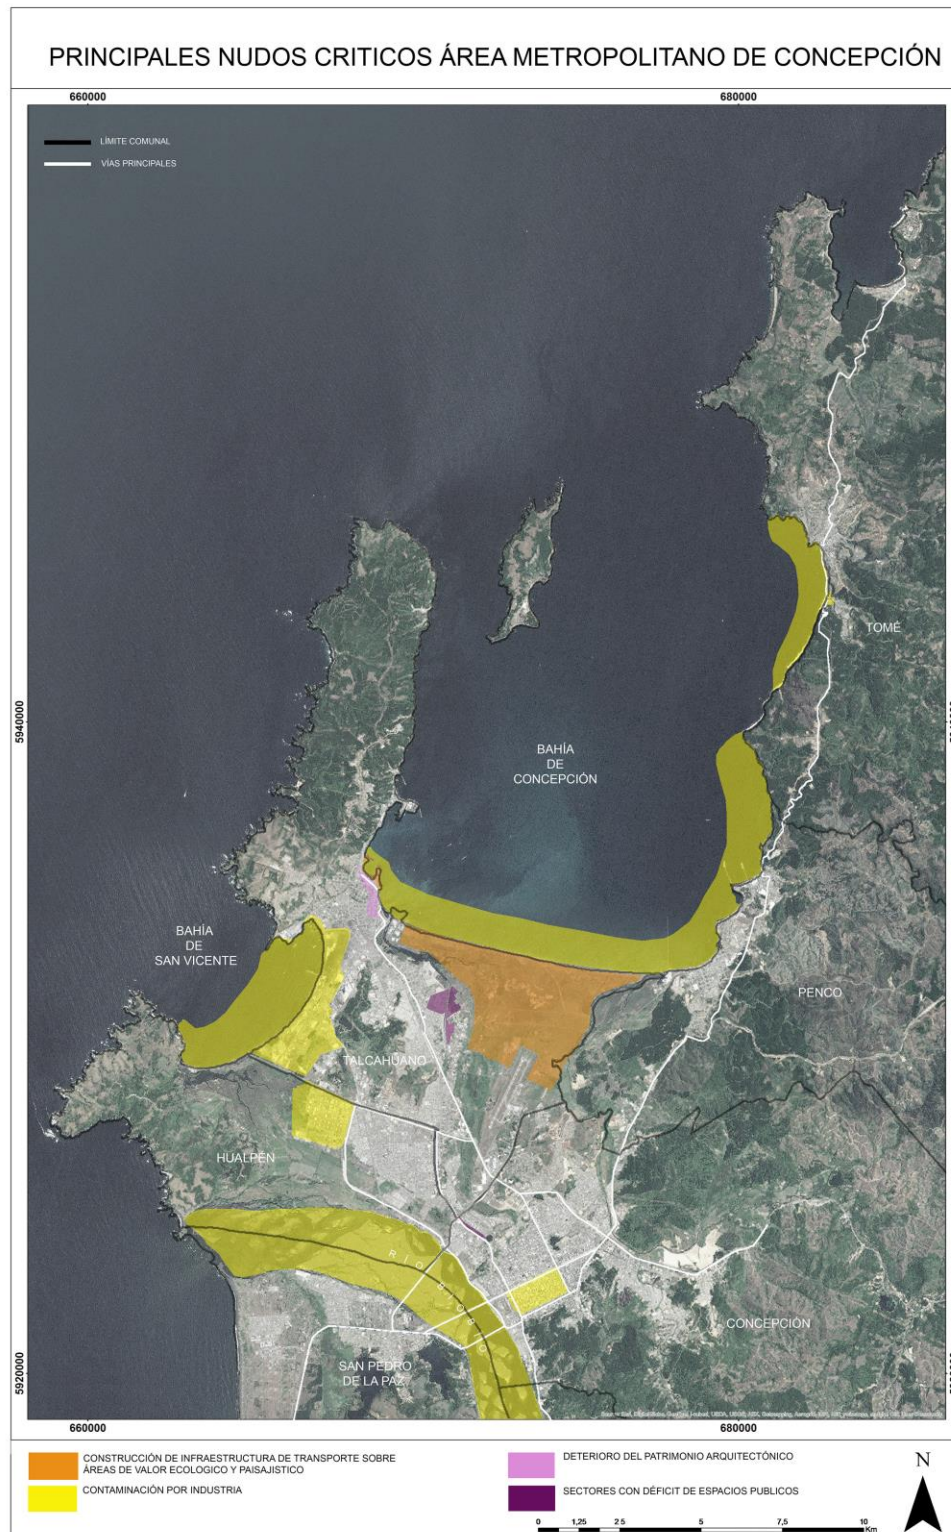 PRINCIPALES NUDOS CRITICOS ÁREA METROPOLITANO DE CONCEPCIÓN
660000 680000
LÍMITE COMUNAL
VÍAS PRINCIPALES
TOMÉ
5940000
BAHÍA
DE
CONCEPCIÓN
BAHÍA
DE
SAN VICENTE
PENCO
TALCAHUANO
HUALPÉN
RÍO BIO BIO
CONCEPCIÓN
SAN PEDRO
DE LA PAZ
5920000
660000 680000
CONSTRUCCIÓN DE INFRAESTRUCTURA DE TRANSPORTE SOBRE
ÁREAS DE VALOR ECOLOGICO Y PAISAJISTICO
CONTAMINACIÓN POR INDUSTRIA
DETERIORO DEL PATRIMONIO ARQUITECTÓNICO
SECTORES CON DÉFICIT DE ESPACIOS PUBLICOS
N
0 1,25 2 5 5 7,5 10
Km